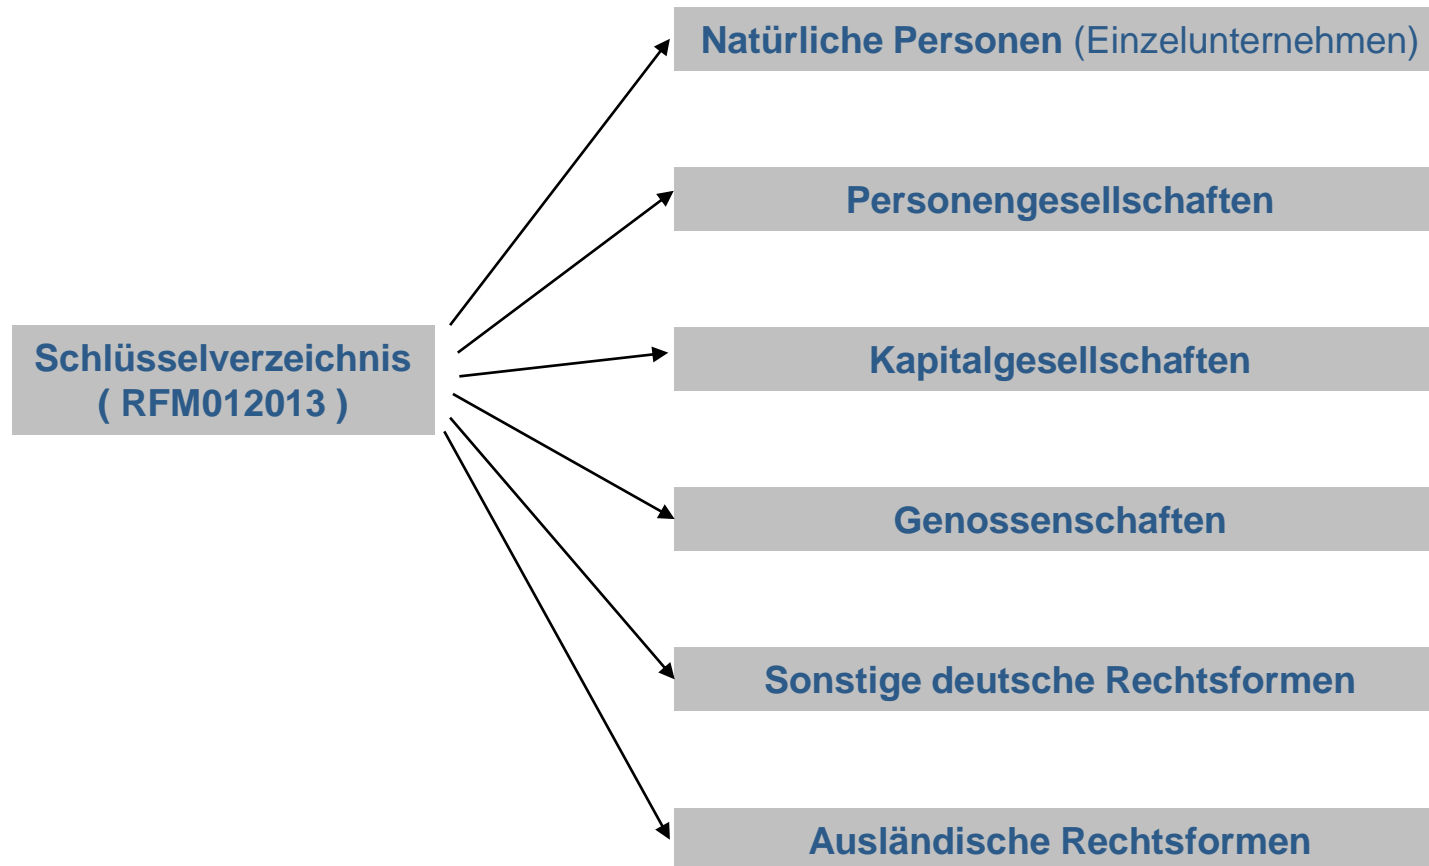 Natürliche Personen (Einzelunternehmen)
Personengesellschaften
Schlüsselverzeichnis
( RFM012013 )
Kapitalgesellschaften
Genossenschaften
Sonstige deutsche Rechtsformen
Ausländische Rechtsformen